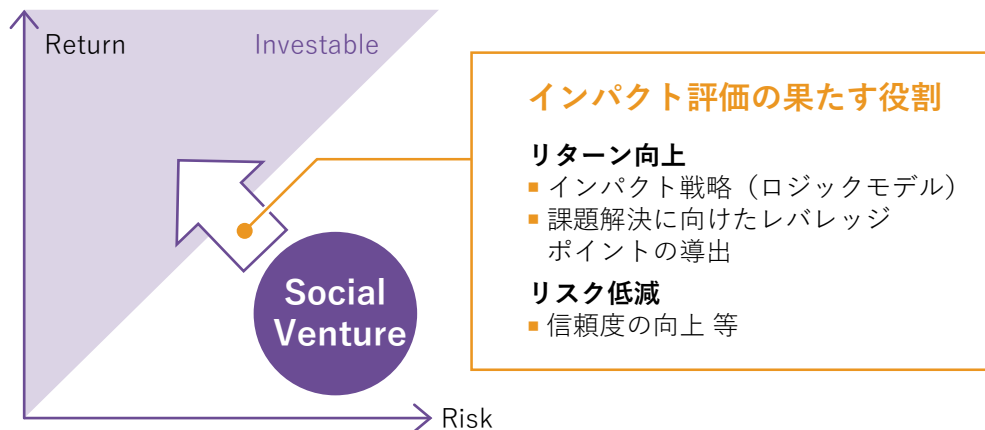 Return
Investable
インパクト評価の果たす役割
リターン向上
■ インパクト戦略（ロジックモデル）
■ 課題解決に向けたレバレッジ
ポイントの導出
リスク低減
■ 信頼度の向上 等
Social
Venture
Risk